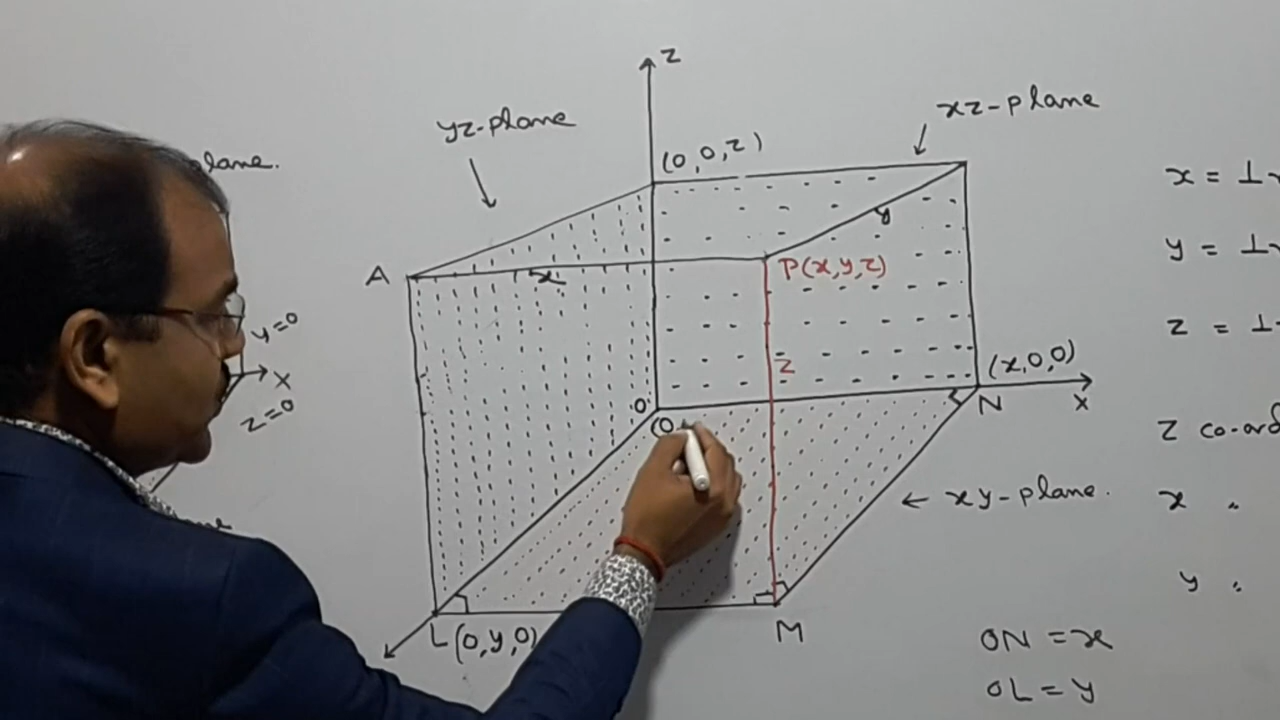 z
yz-plane
xz-plane
(0,0,z)
lane.
x = ⊥
A
x
y
P(x,y,z)
y = ⊥
y=0
z = ⊥
z
(x,0,0)
X
z=0
O
N
x
(0
z co-ord
xy-plane.
x "
y "
L(0,y,0)
M
ON = x
OL = y